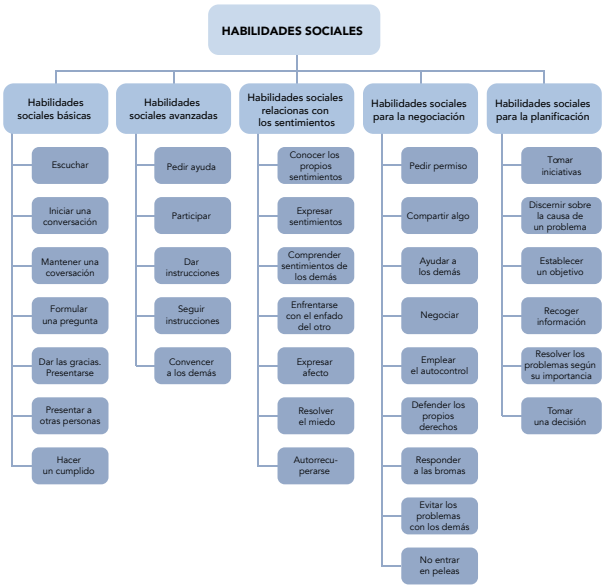 HABILIDADES SOCIALES
Habilidades
sociales básicas
Escuchar
Iniciar una
conversación
Mantener una
coversación
Formular
una pregunta
Dar las gracias.
Presentarse
Presentar a
otras personas
Hacer
un cumplido
Habilidades
sociales avanzadas
Pedir ayuda
Participar
Dar
instrucciones
Seguir
instrucciones
Convencer
a los demás
Habilidades sociales
relacionas con
los sentimientos
Conocer los
propios
sentimientos
Expresar
sentimientos
Comprender
sentimientos de
los demás
Enfrentarse
con el enfado
del otro
Expresar
afecto
Resolver
el miedo
Autorrecu-
perarse
Habilidades sociales
para la negociación
Pedir permiso
Compartir algo
Ayudar a
los demás
Negociar
Emplear
el autocontrol
Defender los
propios
derechos
Responder
a las bromas
Evitar los
problemas
con los demás
No entrar
en peleas
Habilidades sociales
para la planificación
Tomar
iniciativas
Discernir sobre
la causa de
un problema
Establecer
un objetivo
Recoger
información
Resolver los
problemas según
su importancia
Tomar
una decisión